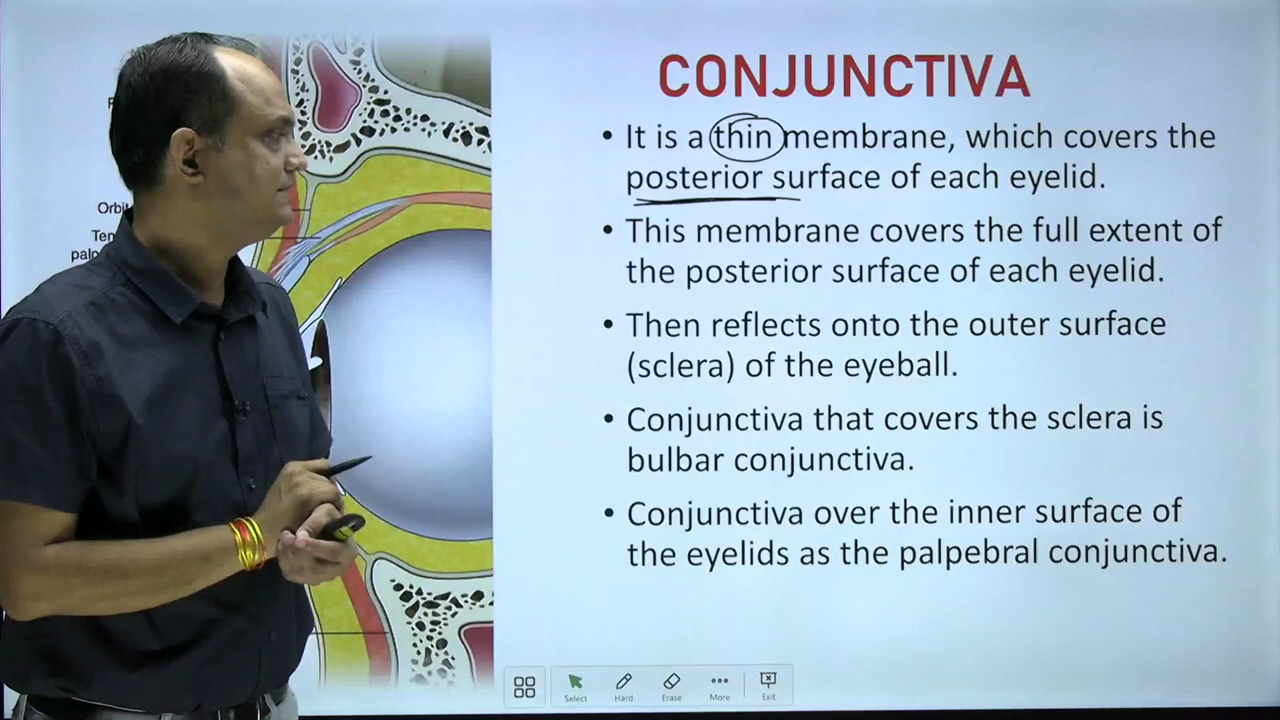 CONJUNCTIVA
• It is a thin membrane, which covers the
posterior surface of each eyelid.
• This membrane covers the full extent of
the posterior surface of each eyelid.
• Then reflects onto the outer surface
(sclera) of the eyeball.
• Conjunctiva that covers the sclera is
bulbar conjunctiva.
• Conjunctiva over the inner surface of
the eyelids as the palpebral conjunctiva.
Select Hard Erase More Exit